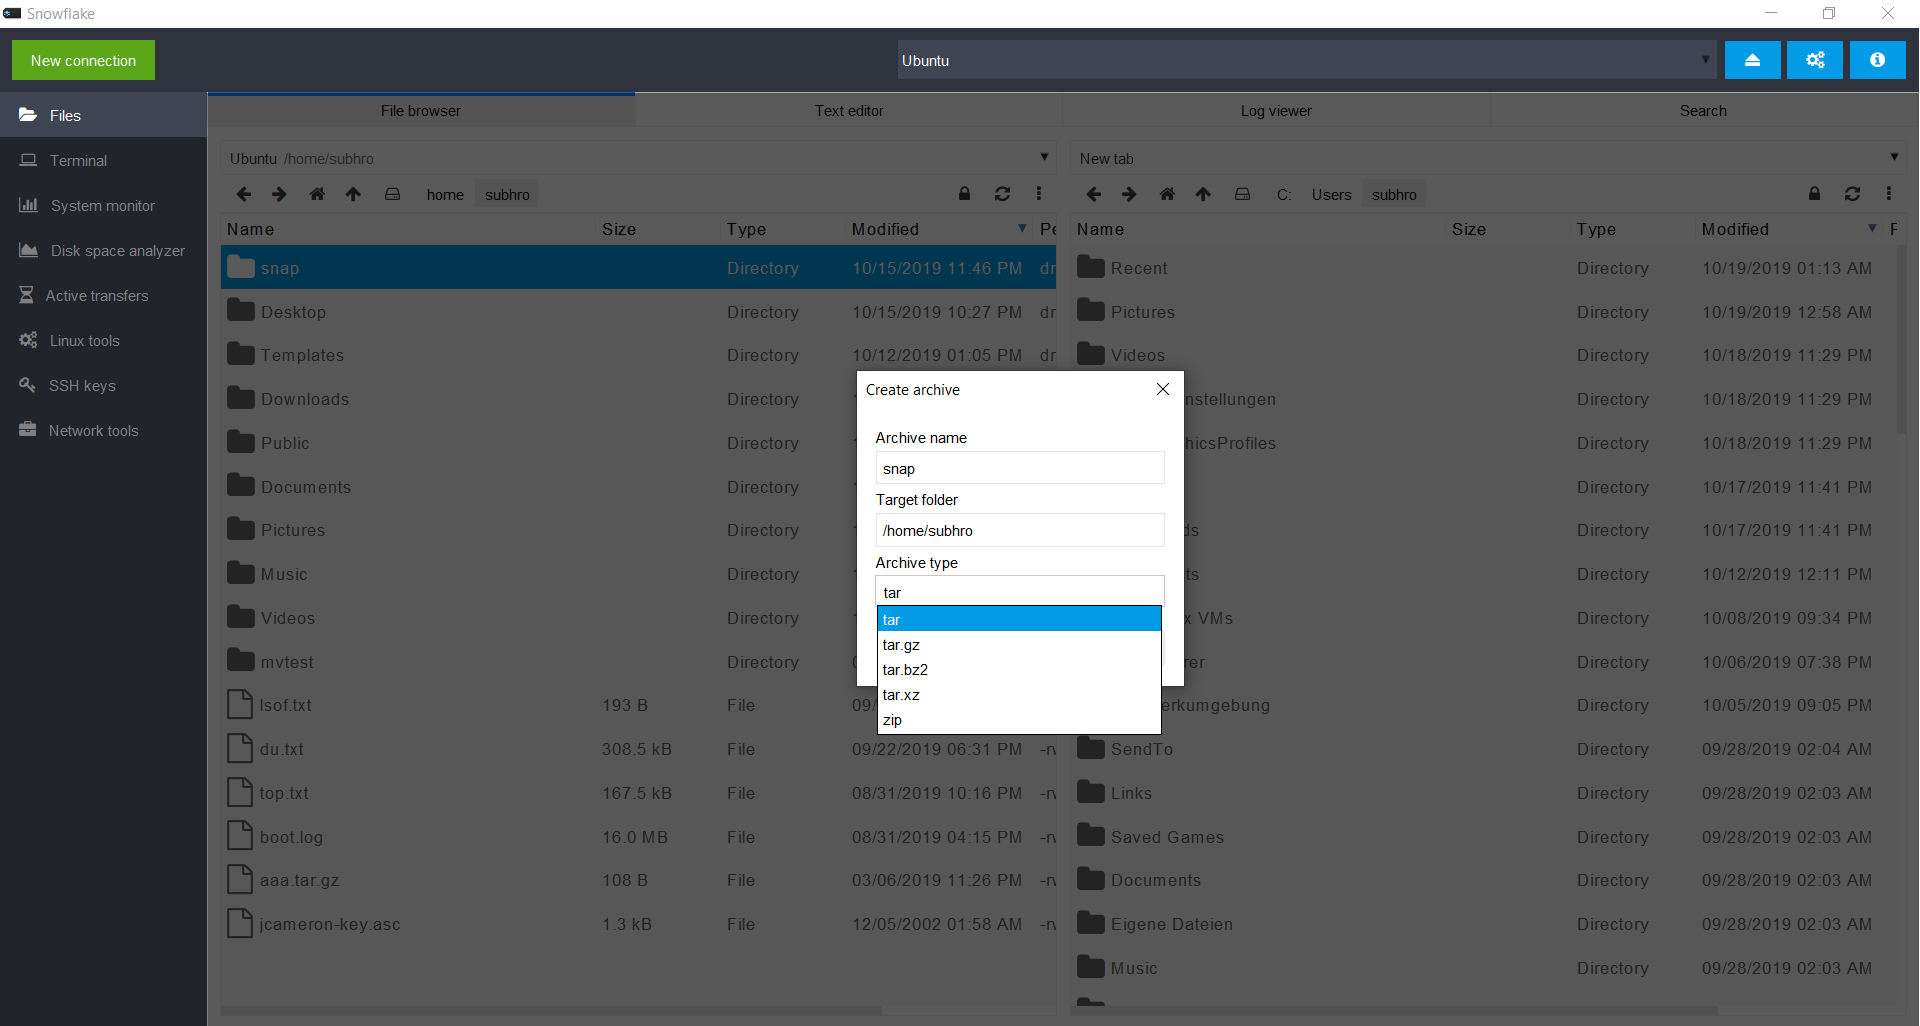 Snowflake
New connection
Ubuntu
Files
Terminal
System monitor
Disk space analyzer
Active transfers
Linux tools
SSH keys
Network tools
File browser Text editor Log viewer Search
Ubuntu /home/subhro
home subhro
Name Size Type Modified
snap Directory 10/15/2019 11:46 PM dr
Desktop Directory 10/15/2019 10:27 PM dr
Templates Directory 10/12/2019 01:05 PM dr
Downloads Directory
Public Directory
Documents Directory
Pictures Directory
Music Directory
Videos Directory
mvtest Directory
lsof.txt 193 B File 09/
du.txt 308.5 kB File 09/22/2019 06:31 PM
top.txt 167.5 kB File 08/31/2019 10:16 PM
boot.log 16.0 MB File 08/31/2019 04:15 PM
aaa.tar.gz 108 B File 03/06/2019 11:26 PM
jcameron-key.asc 1.3 kB File 12/05/2002 01:58 AM
New tab
C: Users subhro
Name Size Type Modified
Recent Directory 10/19/2019 01:13 AM
Pictures Directory 10/19/2019 12:58 AM
Videos Directory 10/18/2019 11:29 PM
nstellungen Directory 10/18/2019 11:29 PM
hicsProfiles Directory 10/18/2019 11:29 PM
Directory 10/17/2019 11:41 PM
ds Directory 10/17/2019 11:41 PM
ts Directory 10/12/2019 12:11 PM
x VMs Directory 10/08/2019 09:34 PM
rer Directory 10/06/2019 07:38 PM
erkumgebung Directory 10/05/2019 09:05 PM
SendTo Directory 09/28/2019 02:04 AM
Links Directory 09/28/2019 02:03 AM
Saved Games Directory 09/28/2019 02:03 AM
Documents Directory 09/28/2019 02:03 AM
Eigene Dateien Directory 09/28/2019 02:03 AM
Music Directory 09/28/2019 02:03 AM
Create archive
Archive name
snap
Target folder
/home/subhro
Archive type
tar
tar
tar.gz
tar.bz2
tar.xz
zip